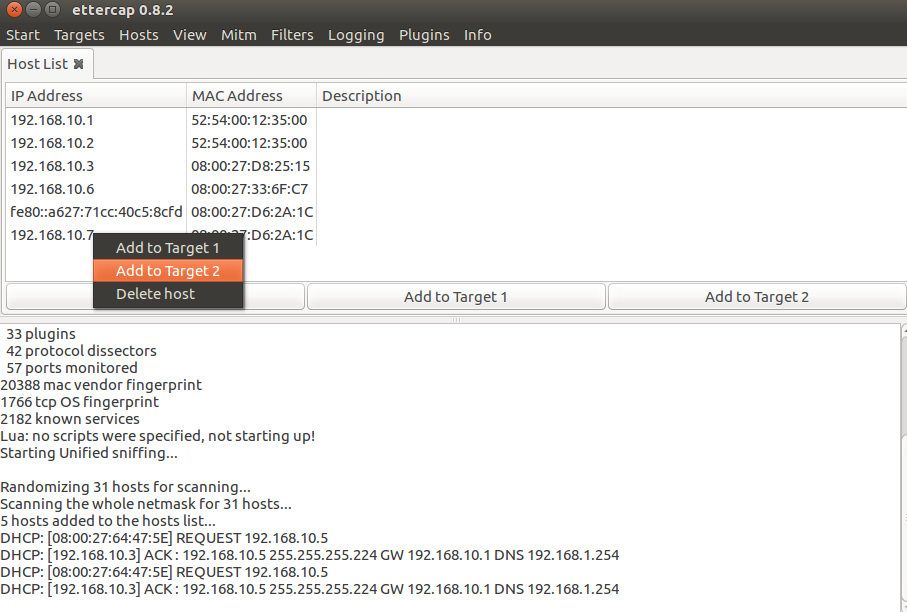 ettercap 0.8.2
Start Targets Hosts View Mitm Filters Logging Plugins Info
Host List
IP Address MAC Address Description
192.168.10.1 52:54:00:12:35:00
192.168.10.2 52:54:00:12:35:00
192.168.10.3 08:00:27:D8:25:15
192.168.10.6 08:00:27:33:6F:C7
fe80::a627:71cc:40c5:8cfd 08:00:27:D6:2A:1C
192.168.10.7 08:00:27:D6:2A:1C
Add to Target 1
Add to Target 2
Delete host
Add to Target 1 Add to Target 2
33 plugins
42 protocol dissectors
57 ports monitored
20388 mac vendor fingerprint
1766 tcp OS fingerprint
2182 known services
Lua: no scripts were specified, not starting up!
Starting Unified sniffing...
Randomizing 31 hosts for scanning...
Scanning the whole netmask for 31 hosts...
5 hosts added to the hosts list...
DHCP: [08:00:27:64:47:5E] REQUEST 192.168.10.5
DHCP: [192.168.10.3] ACK : 192.168.10.5 255.255.255.224 GW 192.168.10.1 DNS 192.168.1.254
DHCP: [08:00:27:64:47:5E] REQUEST 192.168.10.5
DHCP: [192.168.10.3] ACK : 192.168.10.5 255.255.255.224 GW 192.168.10.1 DNS 192.168.1.254